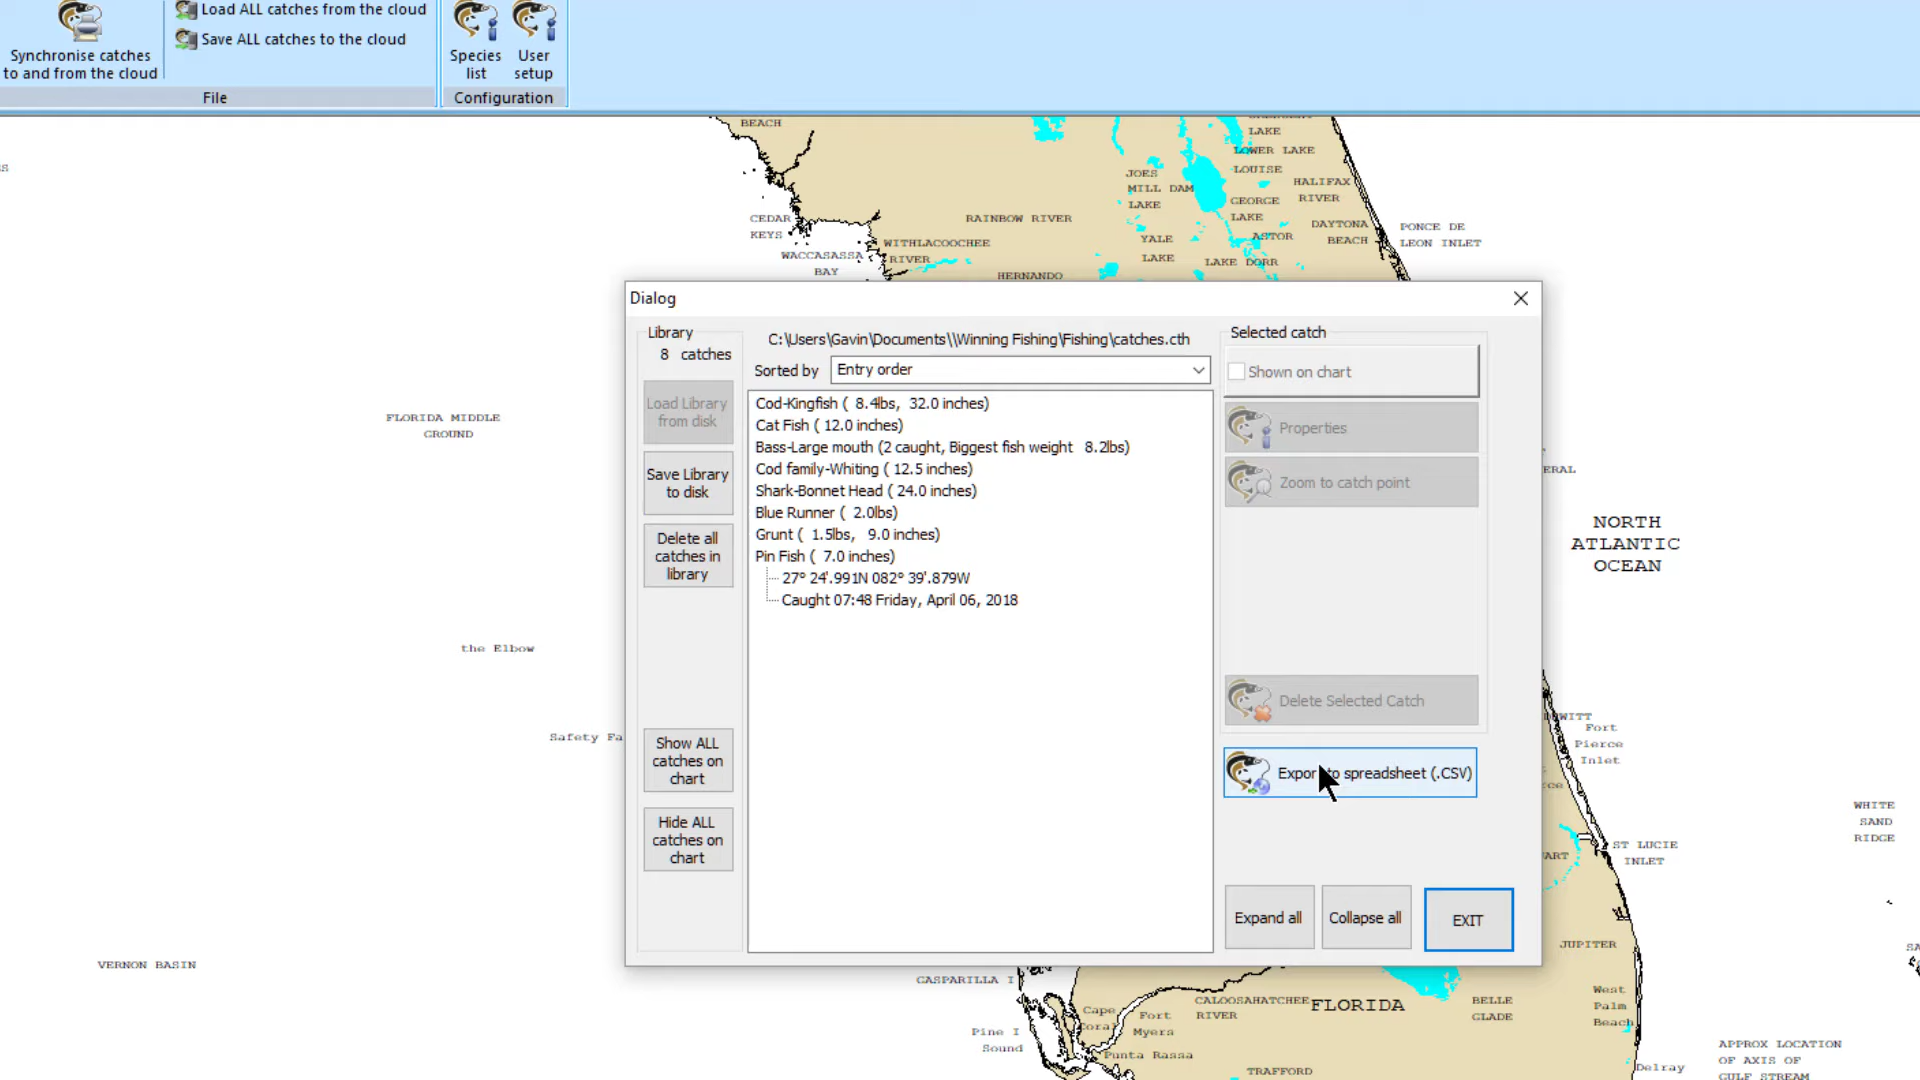 Load ALL catches from the cloud
Save ALL catches to the cloud
Synchronise catches
to and from the cloud
Species
list
User
setup
File
Configuration
BEACH
LAKE
LOWER LAKE
LOUISE
JOES
MILL DAM
LAKE
HALIFAX
RIVER
GEORGE
LAKE
CEDAR
KEYS
RAINBOW RIVER
DAYTONA
BEACH
PONCE DE
LEON INLET
ASTOR
YALE
LAKE
LAKE DORR
WITHLACOOCHEE
RIVER
WACCASASSA
BAY
HERNANDO
Dialog
Library
8 catches
Load Library
from disk
Save Library
to disk
Delete all
catches in
library
Show ALL
catches on
chart
Hide ALL
catches on
chart
C:\Users\Gavin\Documents\\Winning Fishing\Fishing\catches.cth
Sorted by
Entry order
Cod-Kingfish ( 8.4lbs, 32.0 inches)
Cat Fish ( 12.0 inches)
Bass-Large mouth (2 caught, Biggest fish weight 8.2lbs)
Cod family-Whiting ( 12.5 inches)
Shark-Bonnet Head ( 24.0 inches)
Blue Runner ( 2.0lbs)
Grunt ( 1.5lbs, 9.0 inches)
Pin Fish ( 7.0 inches)
27° 24'.991N 082° 39'.879W
Caught 07:48 Friday, April 06, 2018
Selected catch
Shown on chart
Properties
Zoom to catch point
Delete Selected Catch
Export to spreadsheet (.CSV)
Expand all
Collapse all
EXIT
FLORIDA MIDDLE
GROUND
the Elbow
Safety Fa
VERNON BASIN
ERAL
NORTH
ATLANTIC
OCEAN
Fort
Pierce
Inlet
WHITE
SAND
RIDGE
ST LUCIE
INLET
JUPITER
CASPARILLA I
CALOOSAHATCHEE
RIVER
FLORIDA
BELLE
GLADE
West
Palm
Beach
Cape
Coral
Fort
Myers
Pine I
Sound
Punta Rassa
TRAFFORD
Delray
APPROX LOCATION
OF AXIS OF
GULF STREAM